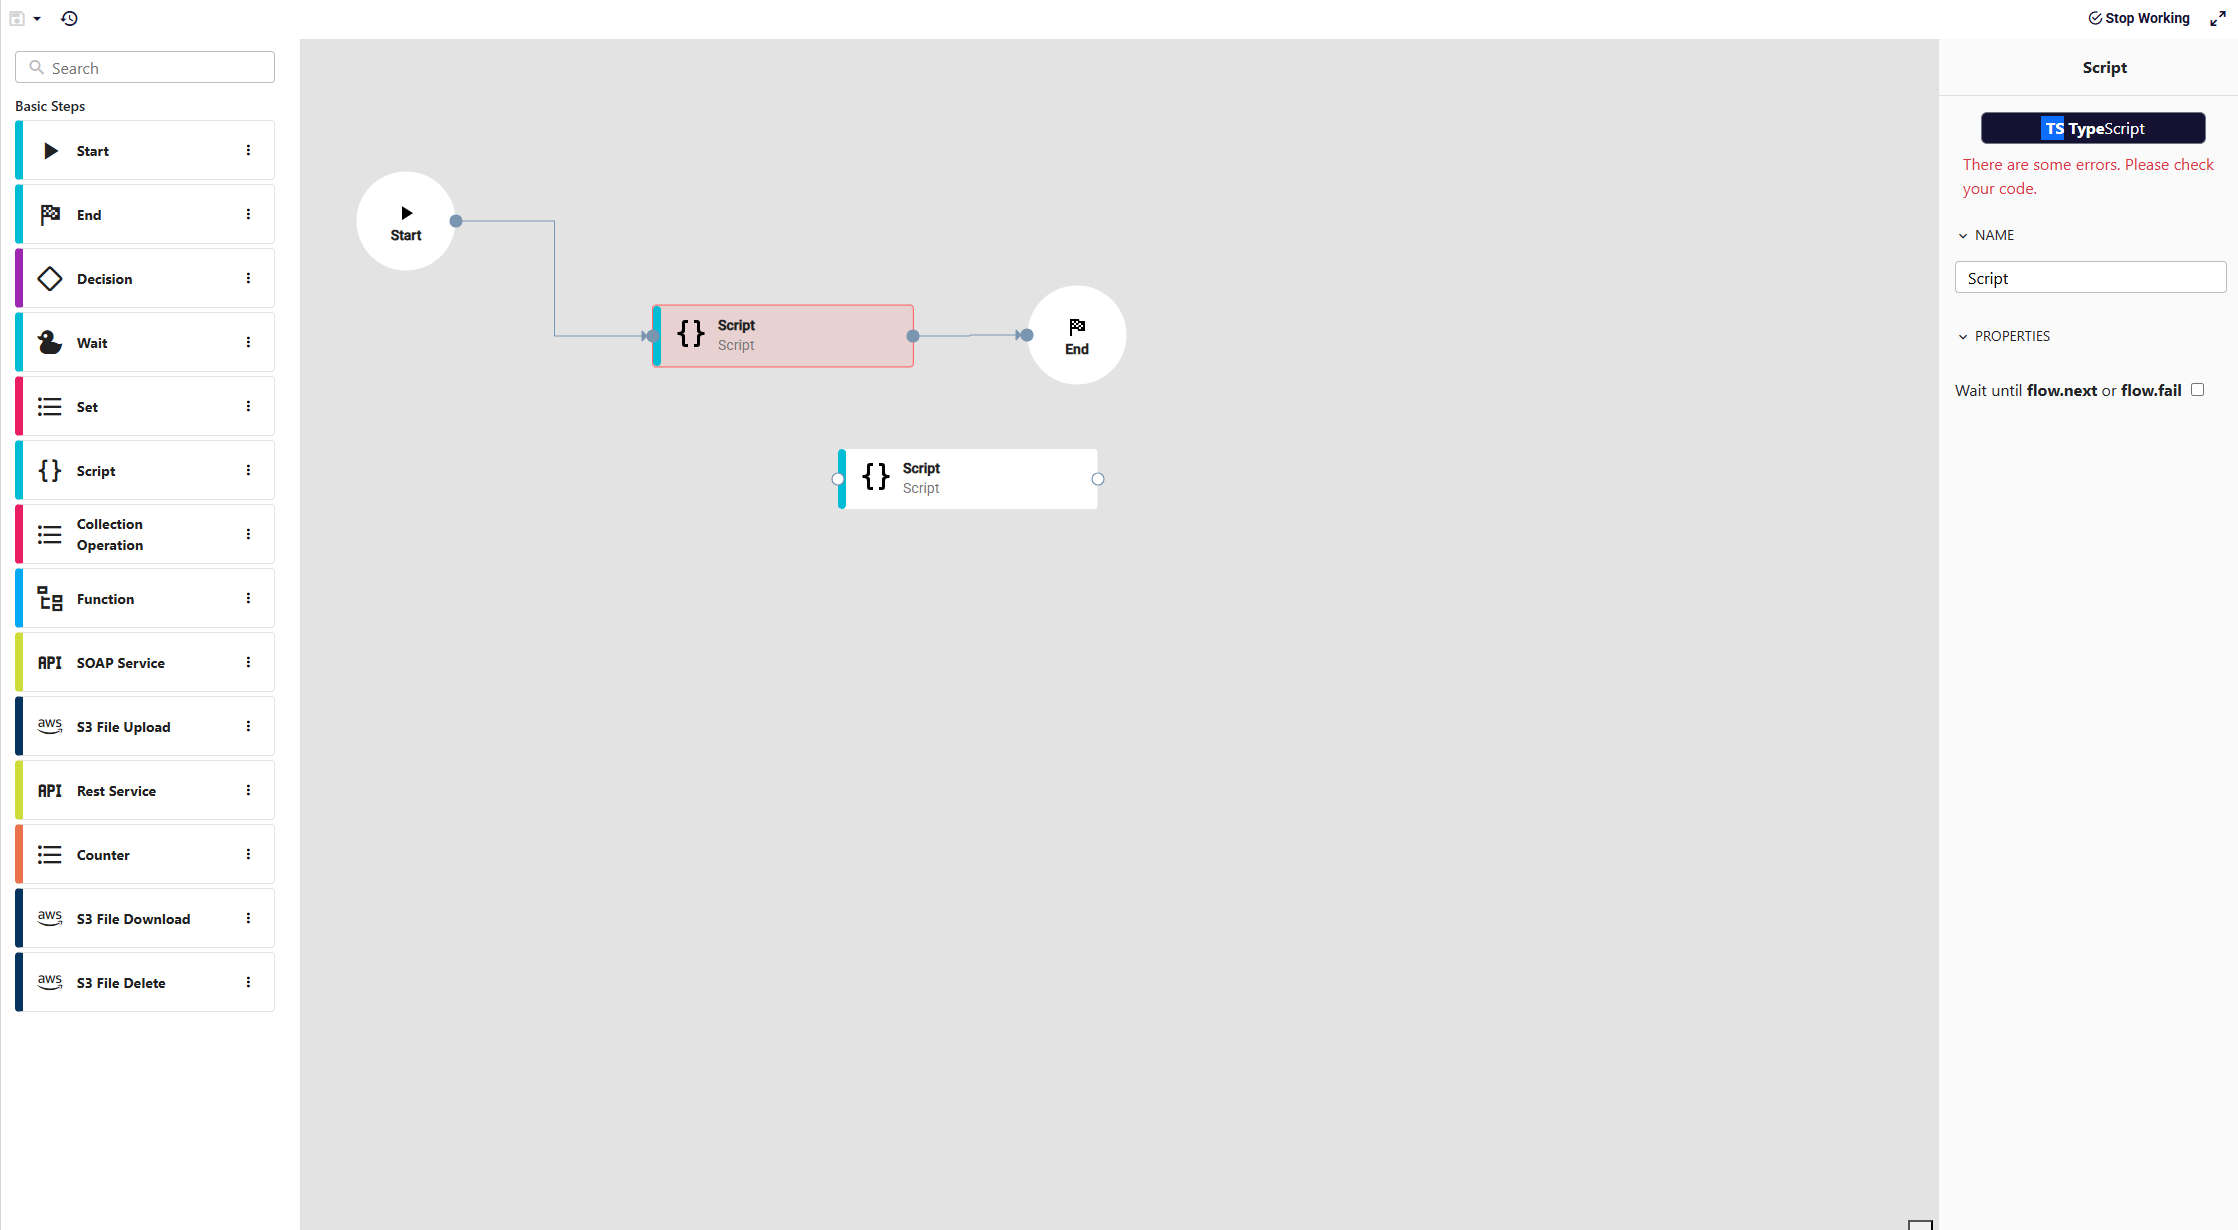 Stop Working
Search
Basic Steps
Start
End
Decision
Wait
Set
Script
Collection
Operation
Function
API SOAP Service
aws S3 File Upload
API Rest Service
Counter
aws S3 File Download
aws S3 File Delete
Start
Script
Script
End
Script
Script
Script
TS TypeScript
There are some errors. Please check
your code.
NAME
Script
PROPERTIES
Wait until flow.next or flow.fail